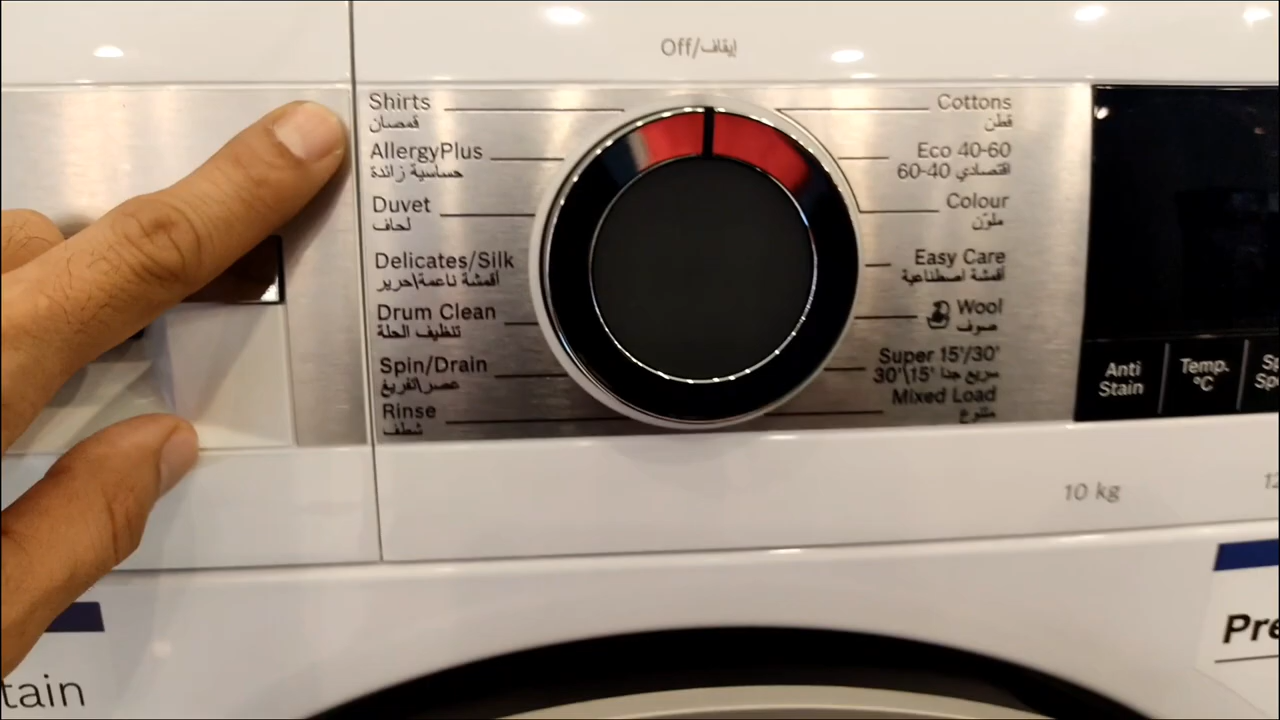 Off/إيقاف
Shirts
قمصان
AllergyPlus
حساسية زائدة
Duvet
لحاف
Delicates/Silk
أقمشة ناعمة\حرير
Drum Clean
تنظيف الحلة
Spin/Drain
عصر\تفريغ
Rinse
شطف
Cottons
قطن
Eco 40-60
اقتصادي 40-60
Colour
ملوّن
Easy Care
أقمشة اصطناعية
Wool
صوف
Super 15'/30'
سريع جدا 15'\30'
Mixed Load
متنوع
Anti
Stain
Temp.
°C
10 kg
tain